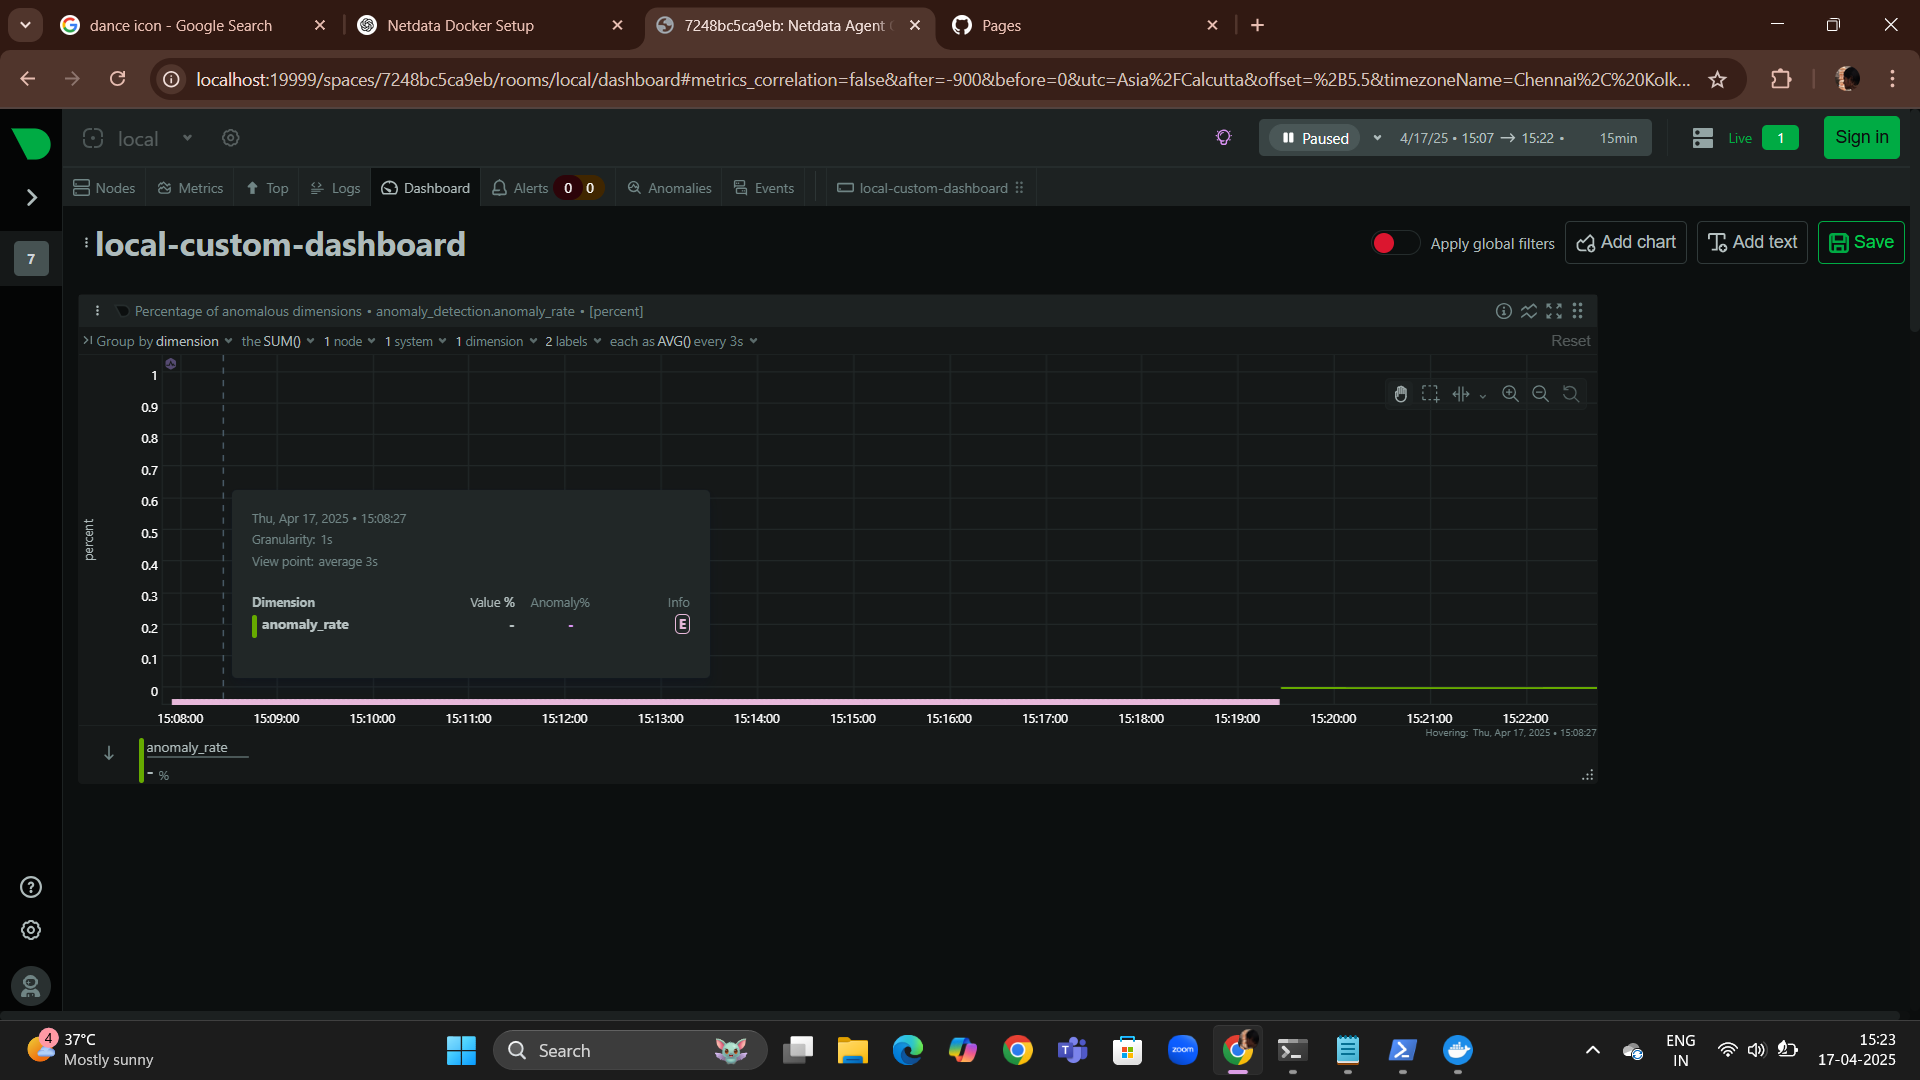 dance icon - Google Search
Netdata Docker Setup
7248bc5ca9eb: Netdata Agent
Pages
localhost:19999/spaces/7248bc5ca9eb/rooms/local/dashboard#metrics_correlation=false&after=-900&before=0&utc=Asia%2FCalcutta&offset=%2B5.5&timezoneName=Chennai%2C%20Kolk...
local
Paused
4/17/25 • 15:07 → 15:22 •
15min
Live
1
Sign in
Nodes
Metrics
Top
Logs
Dashboard
Alerts
0
0
Anomalies
Events
local-custom-dashboard
7
local-custom-dashboard
Apply global filters
Add chart
Add text
Save
Percentage of anomalous dimensions • anomaly_detection.anomaly_rate • [percent]
Group by dimension
the SUM()
1 node
1 system
1 dimension
2 labels
each as AVG() every 3s
Reset
1
0.9
0.8
0.7
0.6
0.5
0.4
0.3
0.2
0.1
0
percent
Thu, Apr 17, 2025 • 15:08:27
Granularity: 1s
View point: average 3s
Dimension Value % Anomaly% Info
anomaly_rate - - E
15:08:00 15:09:00 15:10:00 15:11:00 15:12:00 15:13:00 15:14:00 15:15:00 15:16:00 15:17:00 15:18:00 15:19:00 15:20:00 15:21:00 15:22:00
Hovering: Thu, Apr 17, 2025 • 15:08:27
anomaly_rate
- %
4
37°C
Mostly sunny
Search
zoom
ENG
IN
15:23
17-04-2025